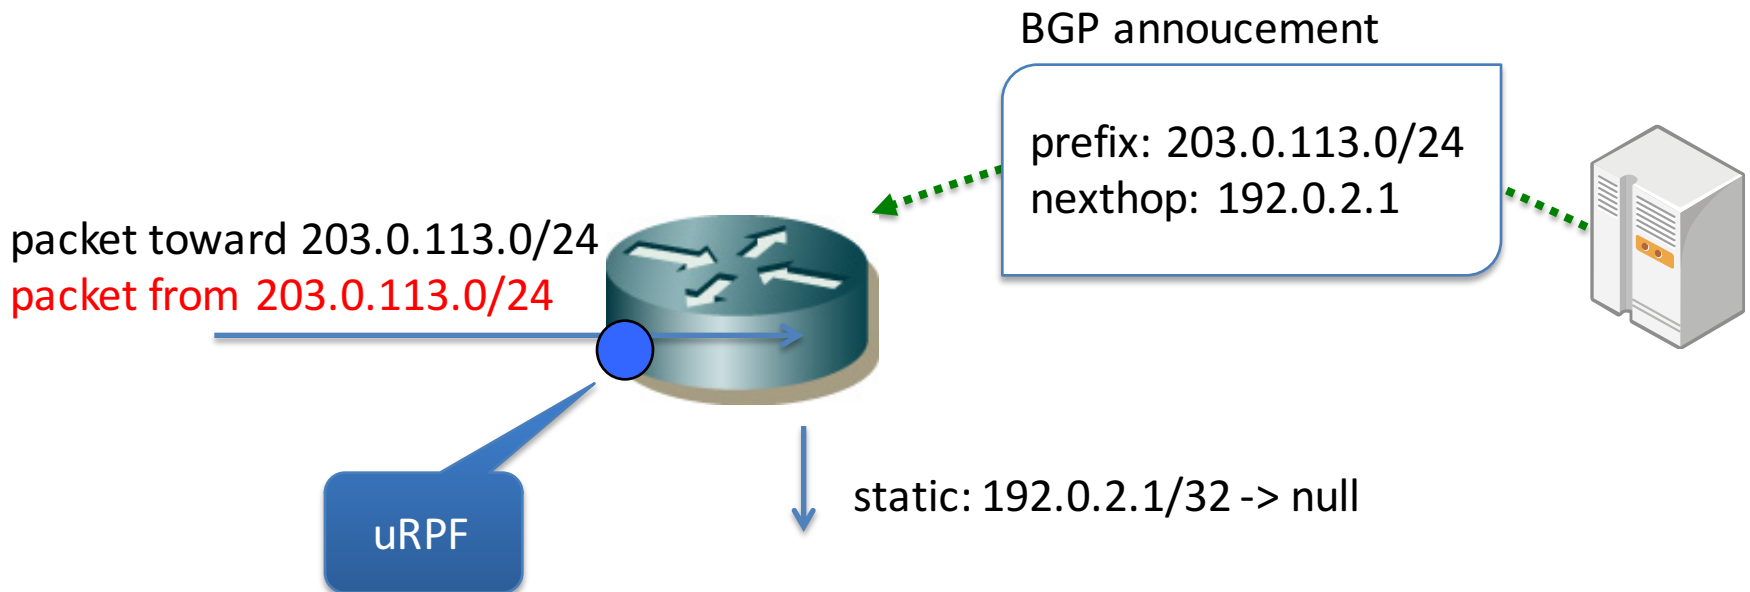 BGP annoucement
prefix: 203.0.113.0/24
nexthop: 192.0.2.1
packet toward 203.0.113.0/24
packet from 203.0.113.0/24
static: 192.0.2.1/32 -> null
uRPF